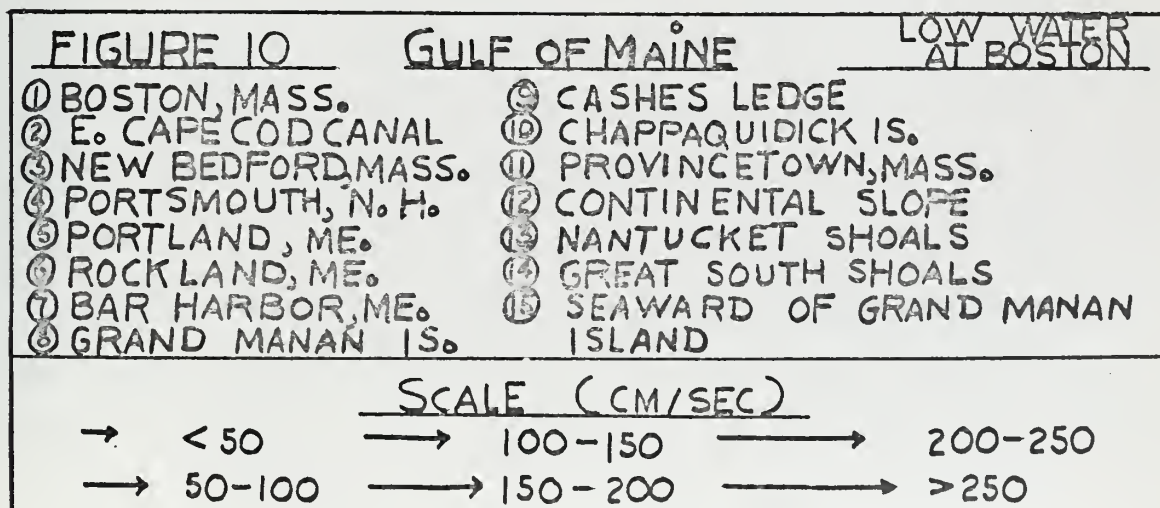 FIGURE 10 GULF OF MAINE LOW WATER
AT BOSTON
① BOSTON, MASS.
② E. CAPE COD CANAL
③ NEW BEDFORD, MASS.
④ PORTSMOUTH, N. H.
⑤ PORTLAND, ME.
⑥ ROCKLAND, ME.
⑦ BAR HARBOR, ME.
⑧ GRAND MANAN IS.
⑨ CASHES LEDGE
⑩ CHAPPAQUIDICK IS.
⑪ PROVINCETOWN, MASS.
⑫ CONTINENTAL SLOPE
⑬ NANTUCKET SHOALS
⑭ GREAT SOUTH SHOALS
⑮ SEAWARD OF GRAND MANAN
ISLAND
SCALE (CM/SEC)
→ < 50 → 100-150 → 200-250
→ 50-100 → 150-200 → >250